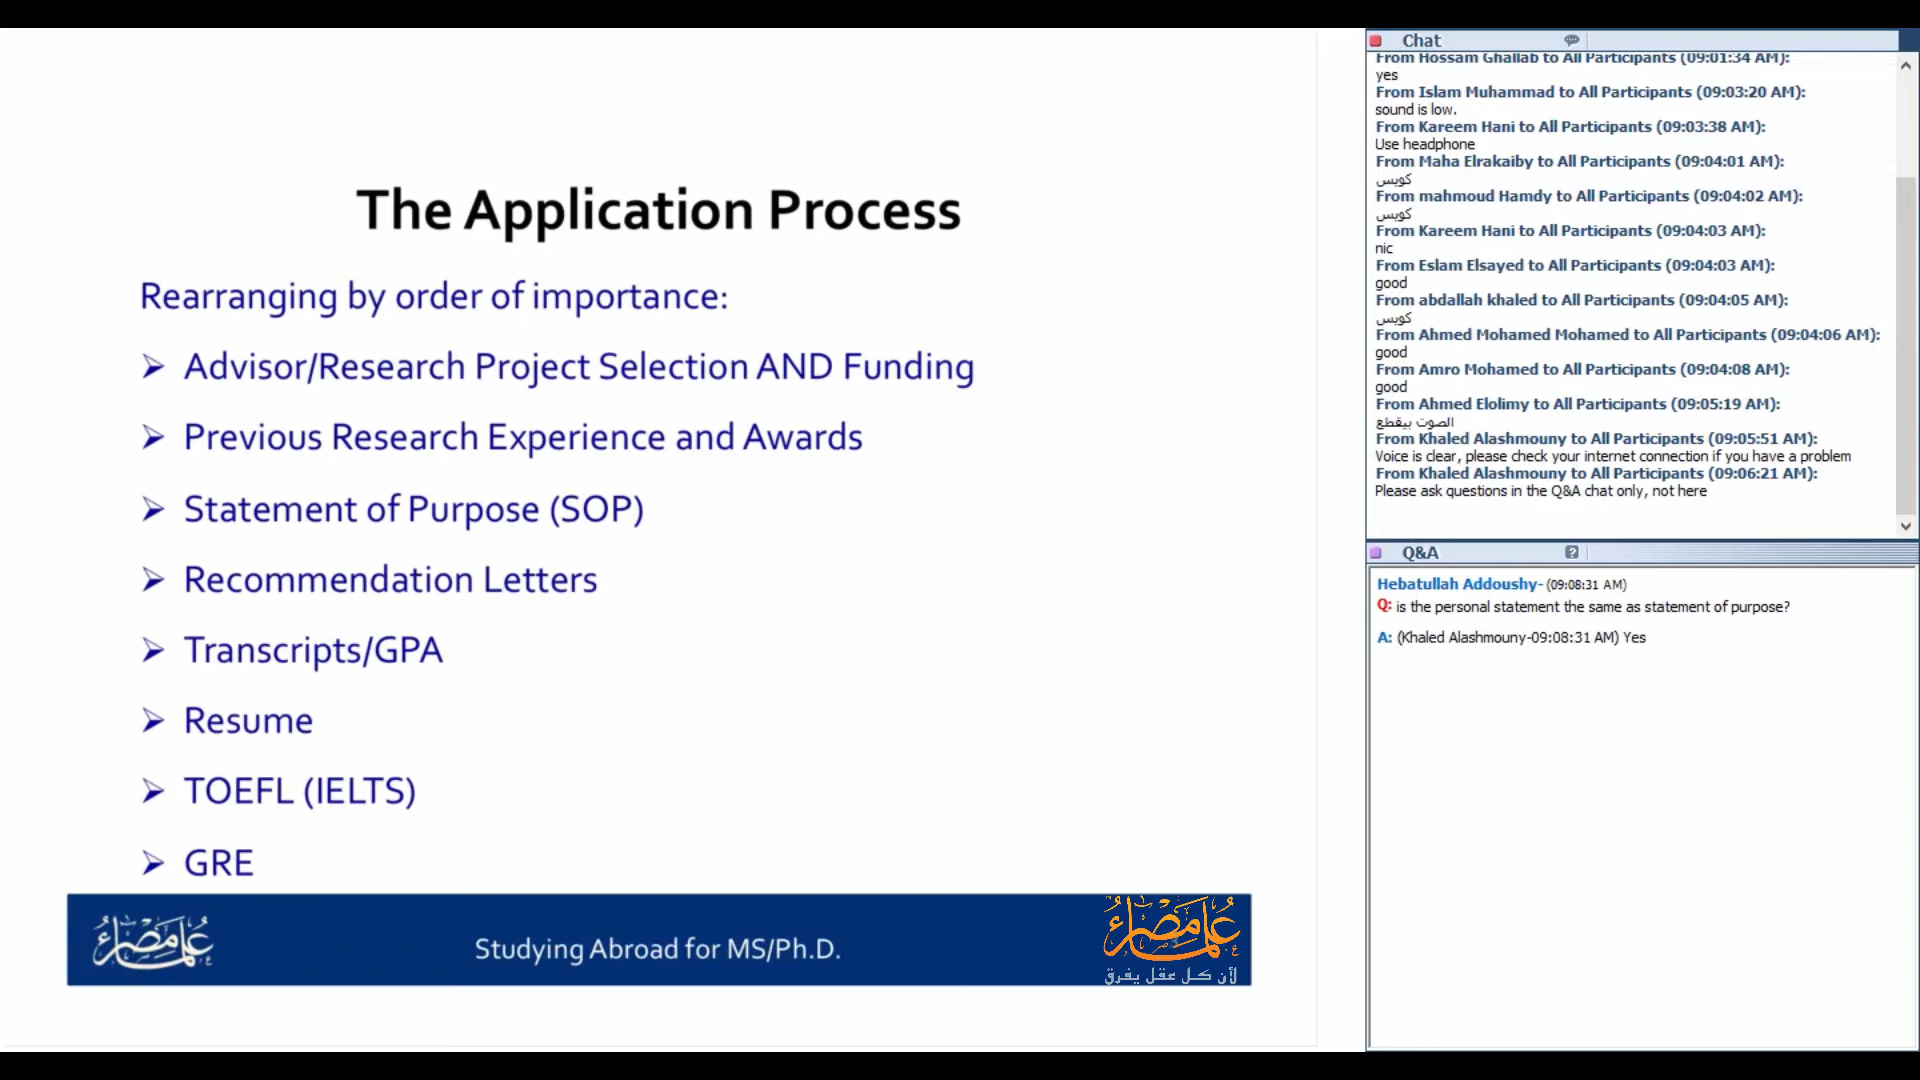 The Application Process
Rearranging by order of importance:
➢ Advisor/Research Project Selection AND Funding
➢ Previous Research Experience and Awards
➢ Statement of Purpose (SOP)
➢ Recommendation Letters
➢ Transcripts/GPA
➢ Resume
➢ TOEFL (IELTS)
➢ GRE
علماء مصر
Studying Abroad for MS/Ph.D.
علماء مصر
لأن كل عقل يفرق
Chat
From Hossam Ghallab to All Participants (09:01:34 AM):
yes
From Islam Muhammad to All Participants (09:03:20 AM):
sound is low.
From Kareem Hani to All Participants (09:03:38 AM):
Use headphone
From Maha Elrakaiby to All Participants (09:04:01 AM):
كويس
From mahmoud Hamdy to All Participants (09:04:02 AM):
كويس
From Kareem Hani to All Participants (09:04:03 AM):
nic
From Eslam Elsayed to All Participants (09:04:03 AM):
good
From abdallah khaled to All Participants (09:04:05 AM):
كويس
From Ahmed Mohamed Mohamed to All Participants (09:04:06 AM):
good
From Amro Mohamed to All Participants (09:04:08 AM):
good
From Ahmed Elolimy to All Participants (09:05:19 AM):
الصوت بيقطع
From Khaled Alashmouny to All Participants (09:05:51 AM):
Voice is clear, please check your internet connection if you have a problem
From Khaled Alashmouny to All Participants (09:06:21 AM):
Please ask questions in the Q&A chat only, not here
Q&A
Hebatullah Addoushy- (09:08:31 AM)
Q: is the personal statement the same as statement of purpose?
A: (Khaled Alashmouny-09:08:31 AM) Yes